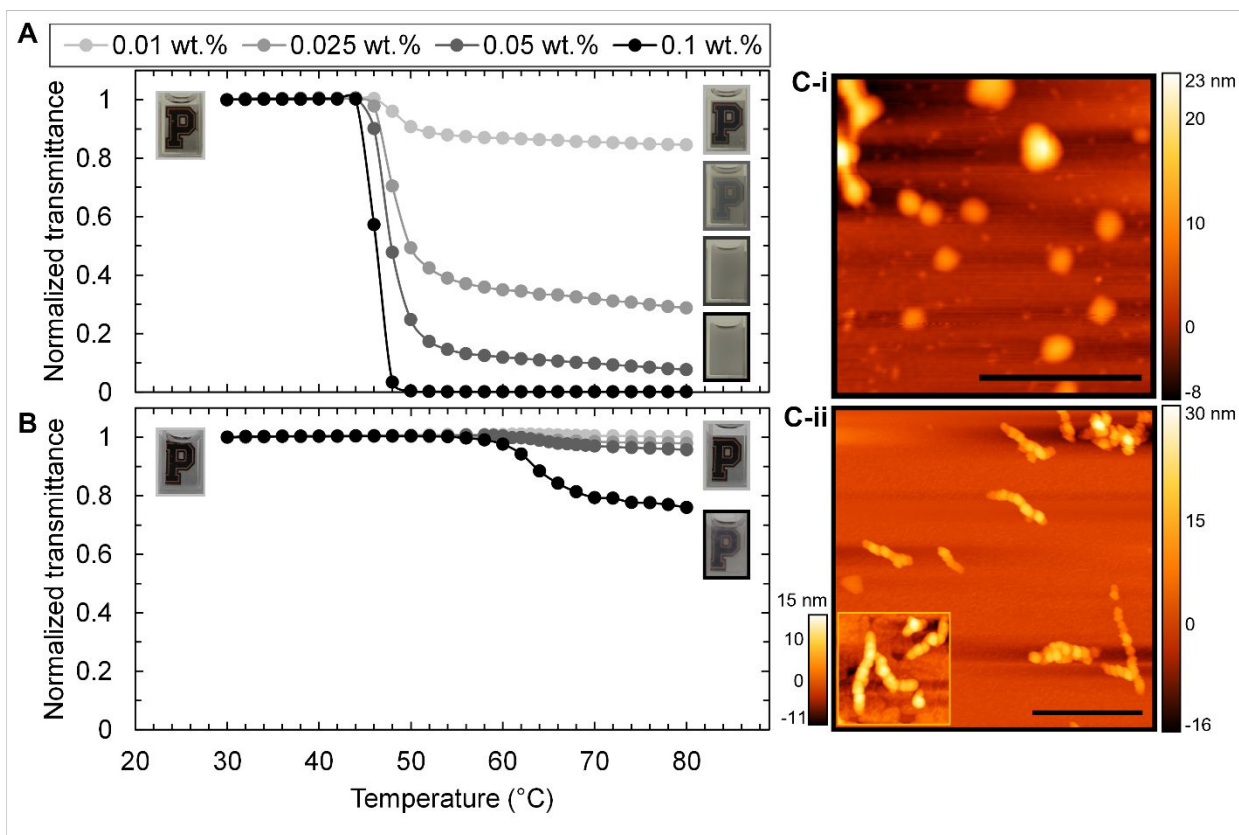 A
0.01 wt.% 0.025 wt.% 0.05 wt.% 0.1 wt.%
Normalized transmittance
1
0.8
0.6
0.4
0.2
0
P
P
P
B
Normalized transmittance
1
0.8
0.6
0.4
0.2
0
P
P
P
20 30 40 50 60 70 80
Temperature (°C)
C-i
23 nm
20
10
0
-8
C-ii
30 nm
15
0
-16
15 nm
10
0
-11